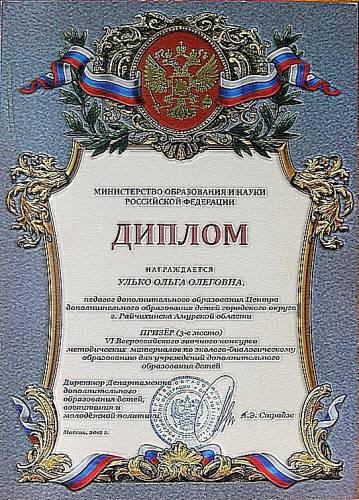 МИНИСТЕРСТВО ОБРАЗОВАНИЯ И НАУКИ
РОССИЙСКОЙ ФЕДЕРАЦИИ
ДИПЛОМ
НАГРАЖДАЕТСЯ
УЛЬКО ОЛЬГА ОЛЕГОВНА,
педагог дополнительного образования Центра
дополнительного образования детей городского округа
г. Райчихинска Амурской области
ПРИЗЁР (3-е место)
VI Всероссийского заочного конкурса
методических материалов по эколого-биологическому
образованию для учреждений дополнительного
образования детей
Директор Департамента
дополнительного
образования детей,
воспитания и
молодёжной политики
А.Э. Страдзе
Москва, 2012 г.